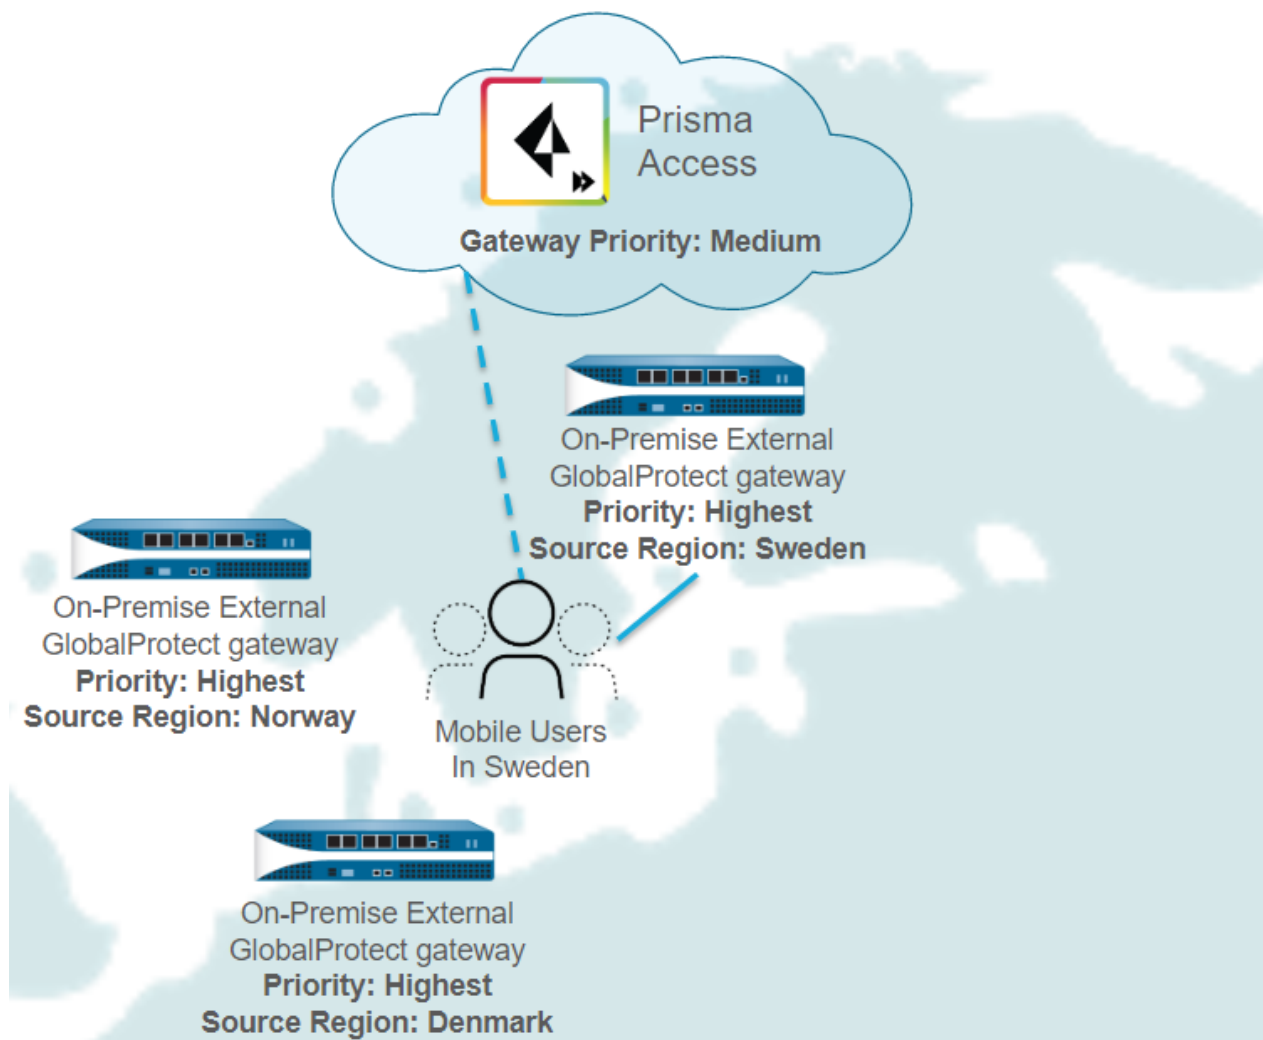 Prisma
Access
Gateway Priority: Medium
On-Premise External
GlobalProtect gateway
Priority: Highest
Source Region: Sweden
On-Premise External
GlobalProtect gateway
Priority: Highest
Source Region: Norway
Mobile Users
In Sweden
On-Premise External
GlobalProtect gateway
Priority: Highest
Source Region: Denmark